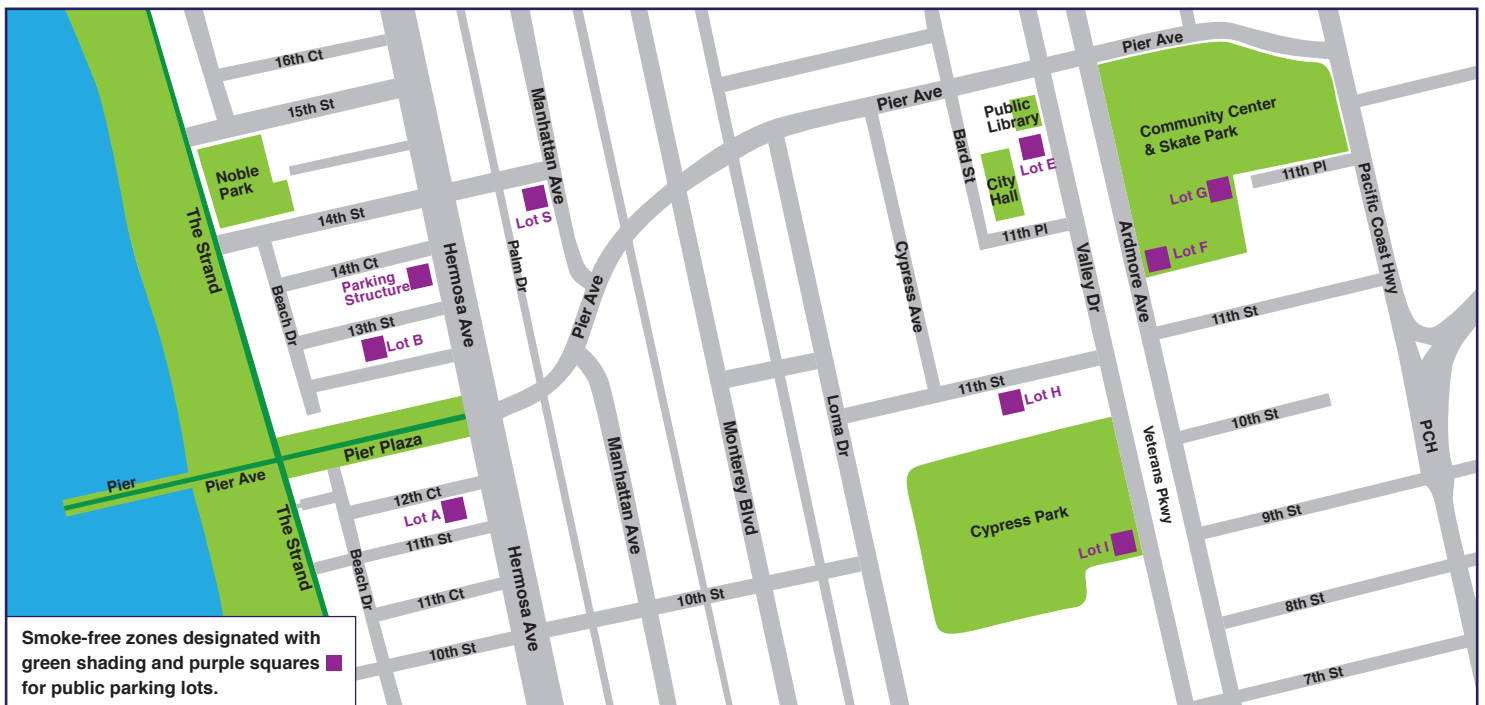 16th Ct
15th St
Noble
Park
14th St
14th Ct
Parking
Structure
13th St
Lot B
The Strand
Beach Dr
Hermosa Ave
Palm Dr
Manhattan Ave
Lot S
Pier Ave
Pier Ave
Pier Ave
Public
Library
Lot E
City
Hall
Bard St
11th Pl
Cypress Ave
Valley Dr
Ardmore Ave
Community Center
& Skate Park
Lot G
11th Pl
Lot F
Pacific Coast Hwy
11th St
11th St
Lot H
10th St
PCH
Veterans Pkwy
9th St
8th St
7th St
Cypress Park
Lot I
Loma Dr
Monterey Blvd
Manhattan Ave
Pier Plaza
Pier
Pier Ave
The Strand
12th Ct
Lot A
11th St
Beach Dr
11th Ct
Hermosa Ave
10th St
10th St
Smoke-free zones designated with
green shading and purple squares
for public parking lots.